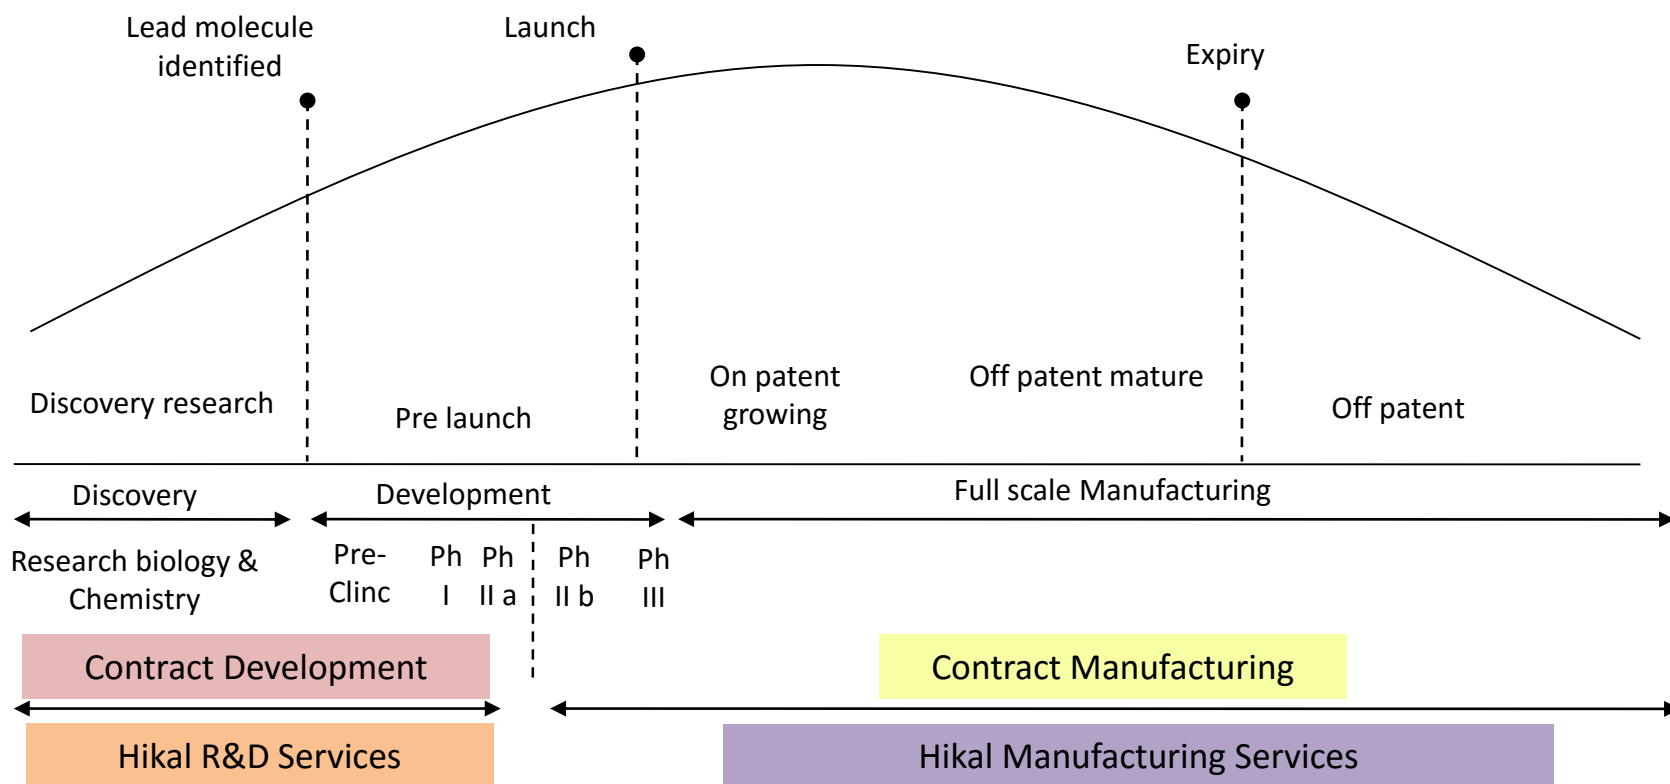 Lead molecule
identified
Launch
Expiry
Discovery research
Pre launch
On patent
growing
Off patent mature
Off patent
Discovery
Development
Full scale Manufacturing
Research biology &
Chemistry
Pre-
Clinc
Ph
I
Ph
II a
Ph
II b
Ph
III
Contract Development
Contract Manufacturing
Hikal R&D Services
Hikal Manufacturing Services